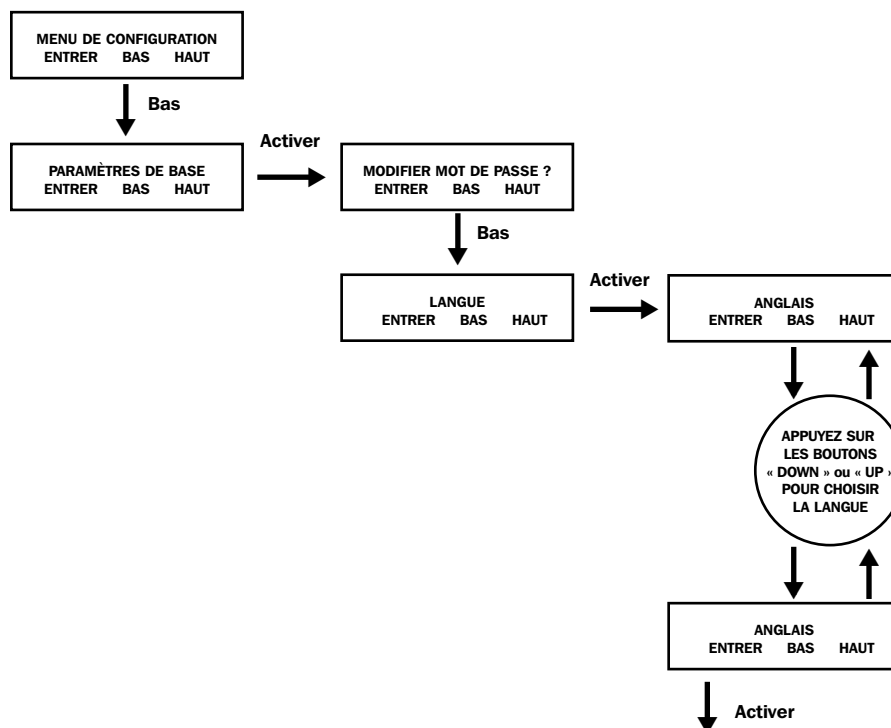 MENU DE CONFIGURATION
ENTRER BAS HAUT
Bas
PARAMÈTRES DE BASE
ENTRER BAS HAUT
Activer
MODIFIER MOT DE PASSE ?
ENTRER BAS HAUT
Bas
LANGUE
ENTRER BAS HAUT
Activer
ANGLAIS
ENTRER BAS HAUT
APPUYEZ SUR
LES BOUTONS
« DOWN » ou « UP »
POUR CHOISIR
LA LANGUE
ANGLAIS
ENTRER BAS HAUT
Activer